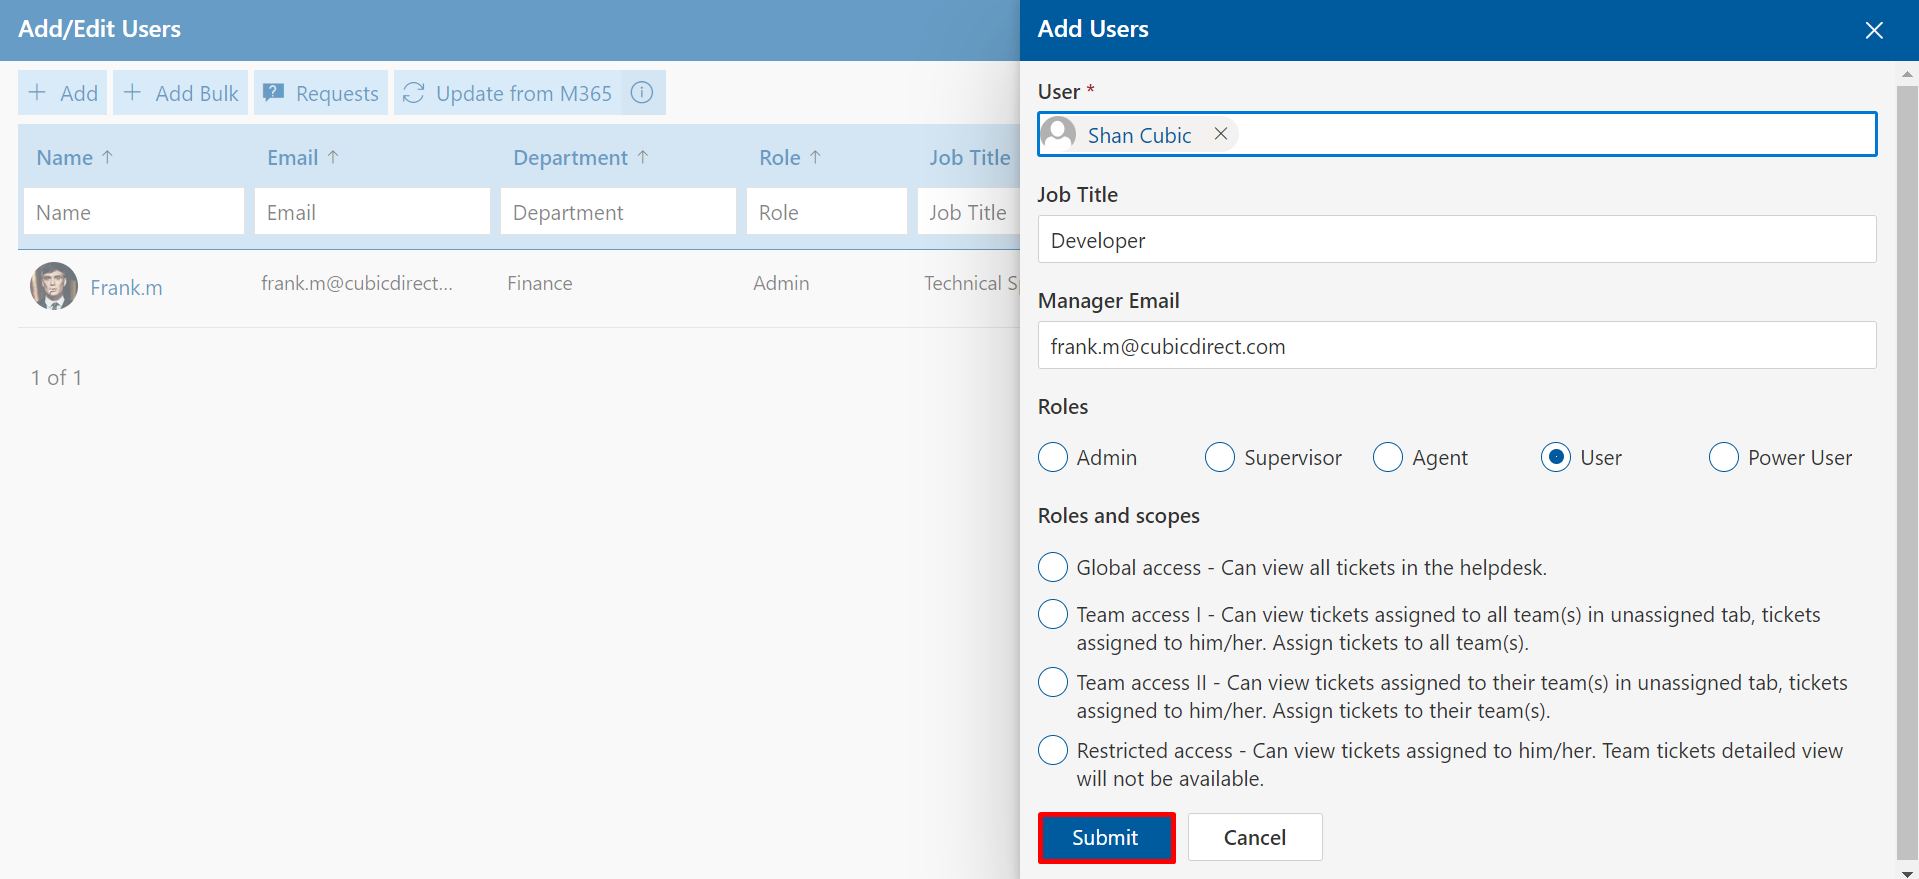 Add/Edit Users
Add
Add Bulk
Requests
Update from M365
Name ↑
Email ↑
Department ↑
Role ↑
Job Title
Name
Email
Department
Role
Job Title
Frank.m
frank.m@cubicdirect...
Finance
Admin
Technical S
1 of 1
Add Users
User *
Shan Cubic
Job Title
Developer
Manager Email
frank.m@cubicdirect.com
Roles
Admin
Supervisor
Agent
User
Power User
Roles and scopes
Global access - Can view all tickets in the helpdesk.
Team access I - Can view tickets assigned to all team(s) in unassigned tab, tickets
assigned to him/her. Assign tickets to all team(s).
Team access II - Can view tickets assigned to their team(s) in unassigned tab, tickets
assigned to him/her. Assign tickets to their team(s).
Restricted access - Can view tickets assigned to him/her. Team tickets detailed view
will not be available.
Submit
Cancel